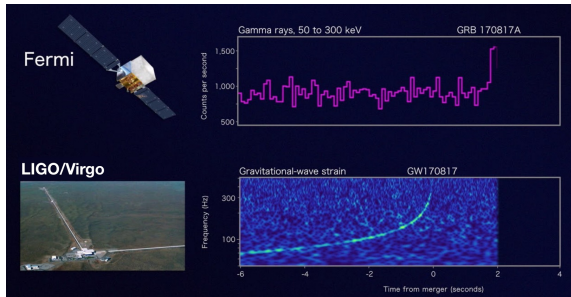 Fermi
Gamma rays, 50 to 300 keV
GRB 170817A
Counts per second
1,500
1,000
500
LIGO/Virgo
Gravitational-wave strain
GW170817
Frequency (Hz)
300
100
-6
-4
-2
0
2
4
Time from merger (seconds)